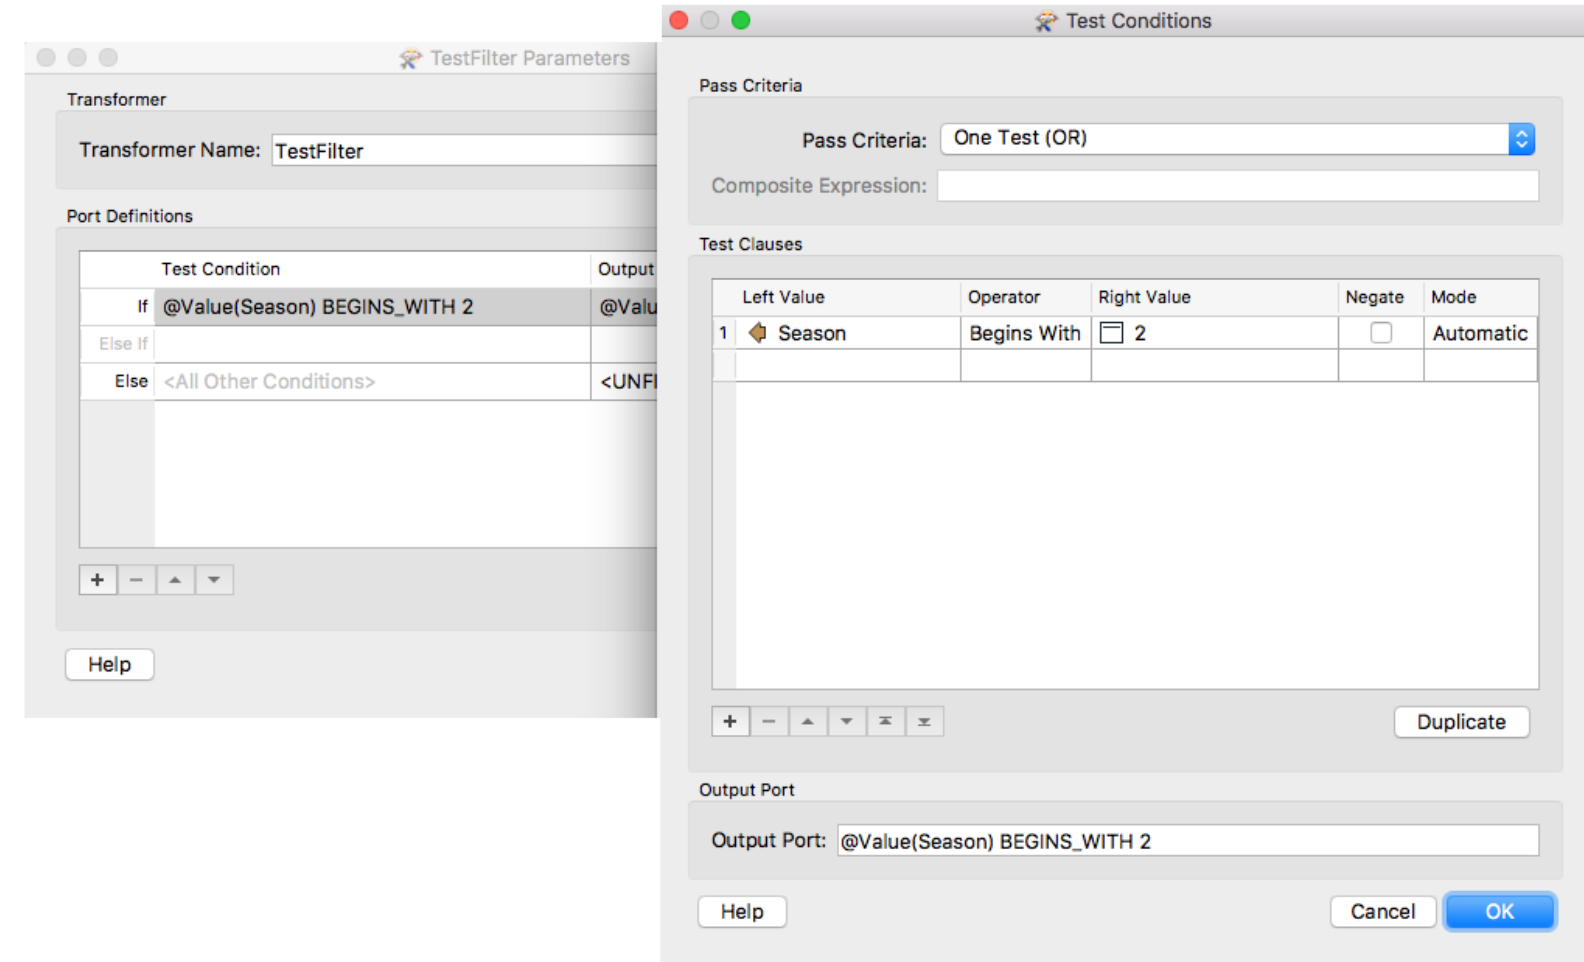 TestFilter Parameters
Transformer
Transformer Name: TestFilter
Port Definitions
Test Condition Output
If @Value(Season) BEGINS_WITH 2 @Valu
Else If
Else <All Other Conditions> <UNFI
Help
Test Conditions
Pass Criteria
Pass Criteria: One Test (OR)
Composite Expression:
Test Clauses
Left Value Operator Right Value Negate Mode
1 Season Begins With 2 Automatic
Duplicate
Output Port
Output Port: @Value(Season) BEGINS_WITH 2
Help Cancel OK